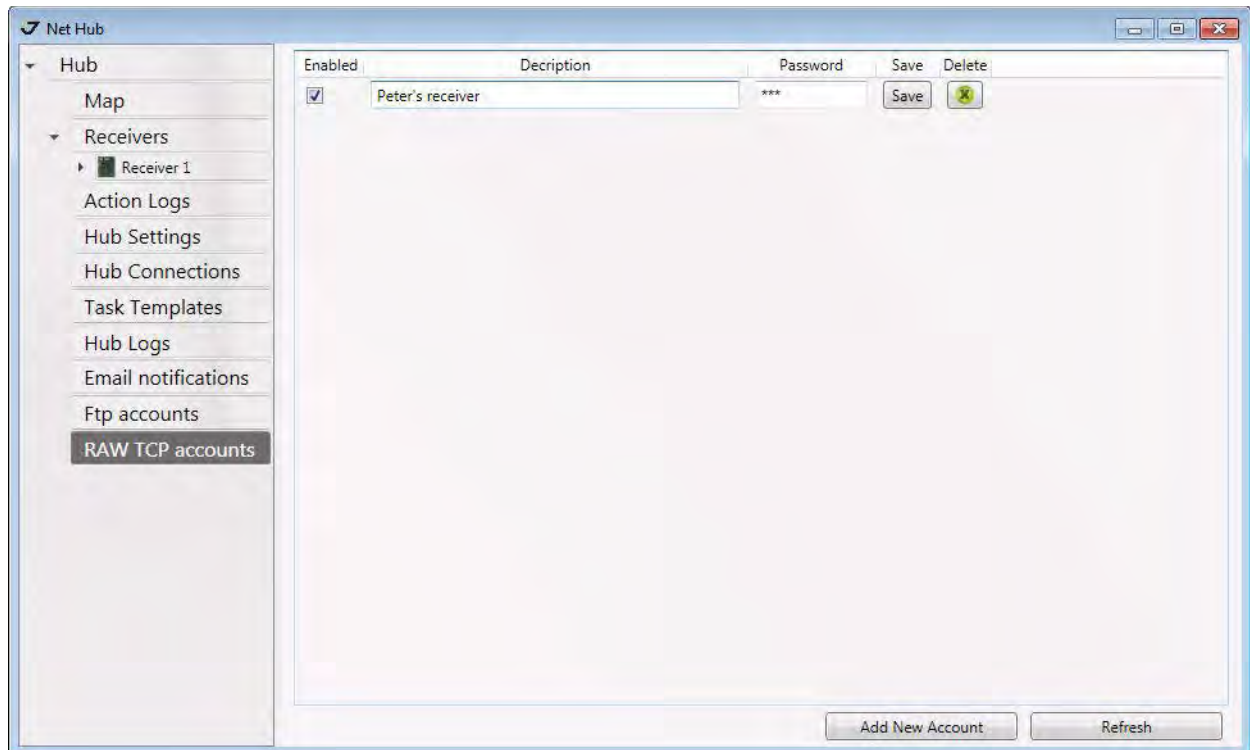 Net Hub
Hub
Map
Receivers
Receiver 1
Action Logs
Hub Settings
Hub Connections
Task Templates
Hub Logs
Email notifications
Ftp accounts
RAW TCP accounts
Enabled Decription Password Save Delete
Peter's receiver *** Save
Add New Account Refresh